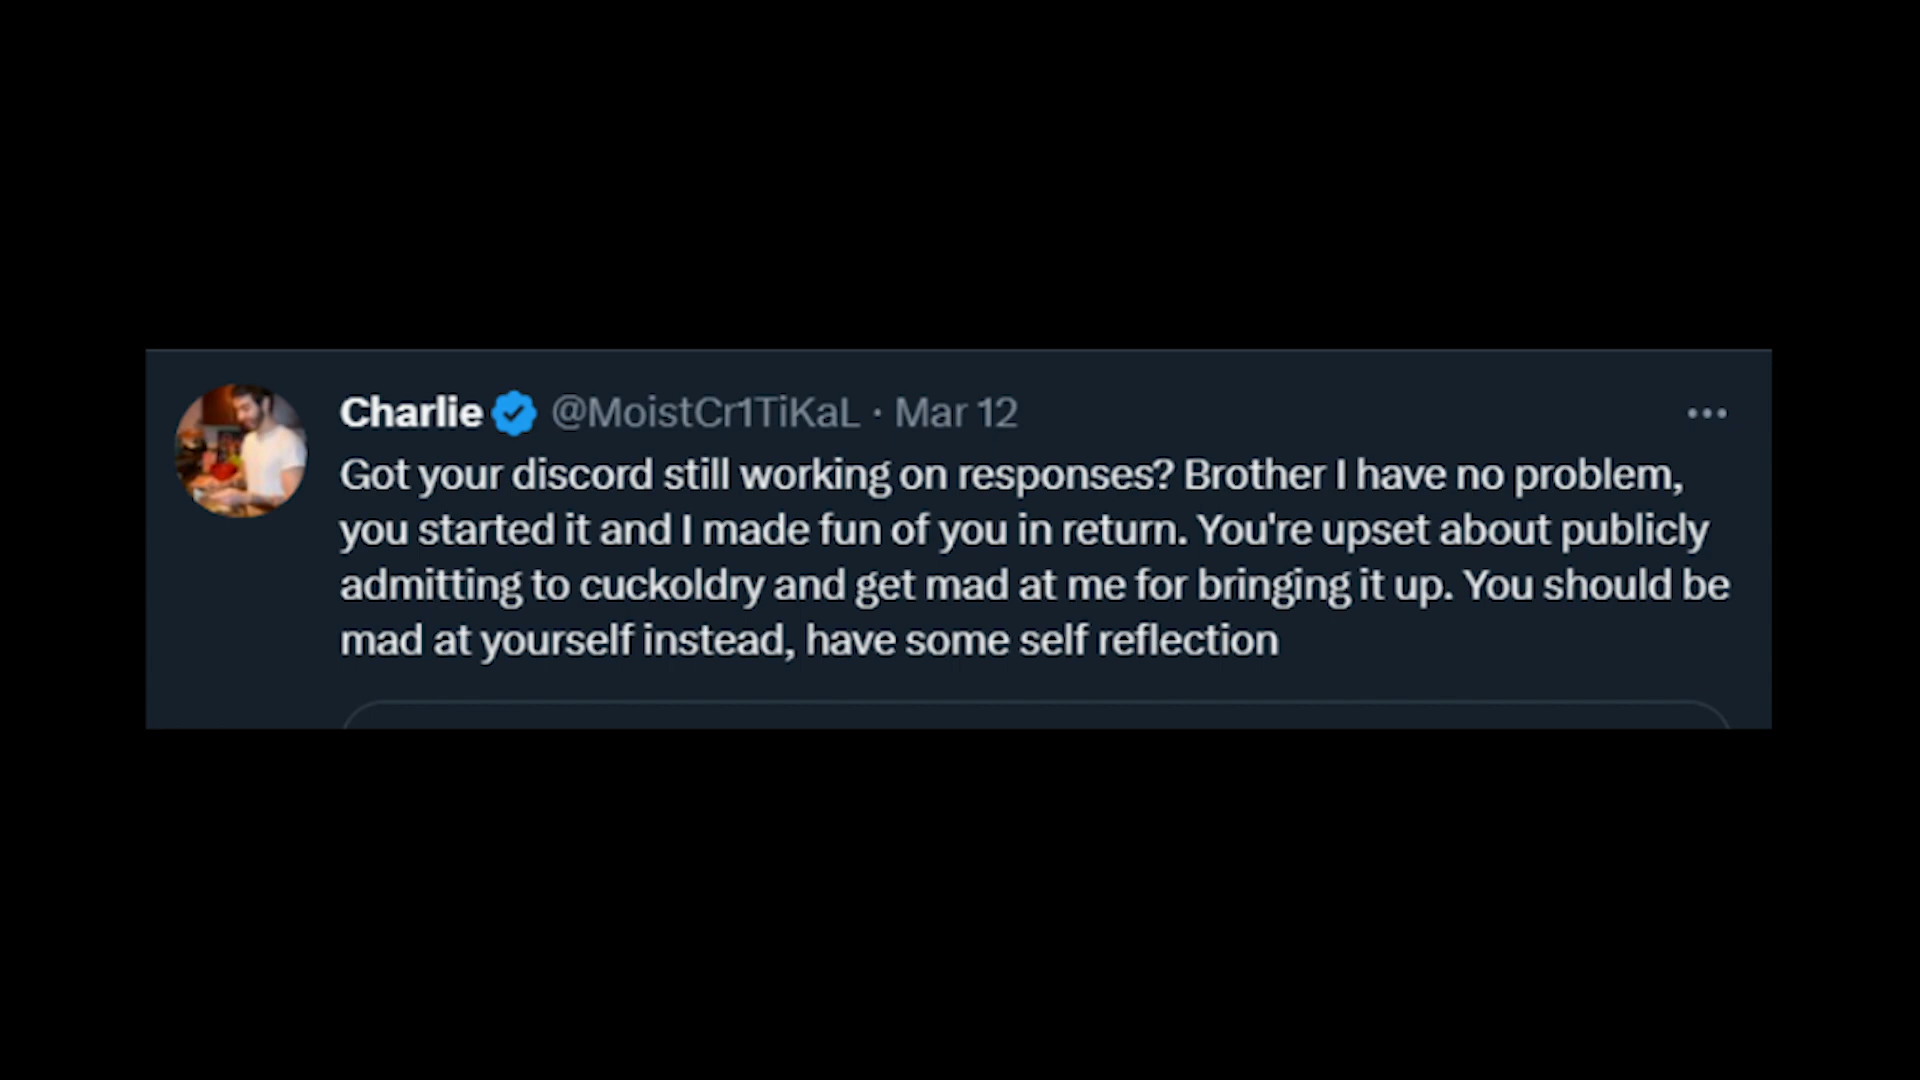 Charlie @MoistCr1TiKaL · Mar 12
Got your discord still working on responses? Brother I have no problem,
you started it and I made fun of you in return. You're upset about publicly
admitting to cuckoldry and get mad at me for bringing it up. You should be
mad at yourself instead, have some self reflection